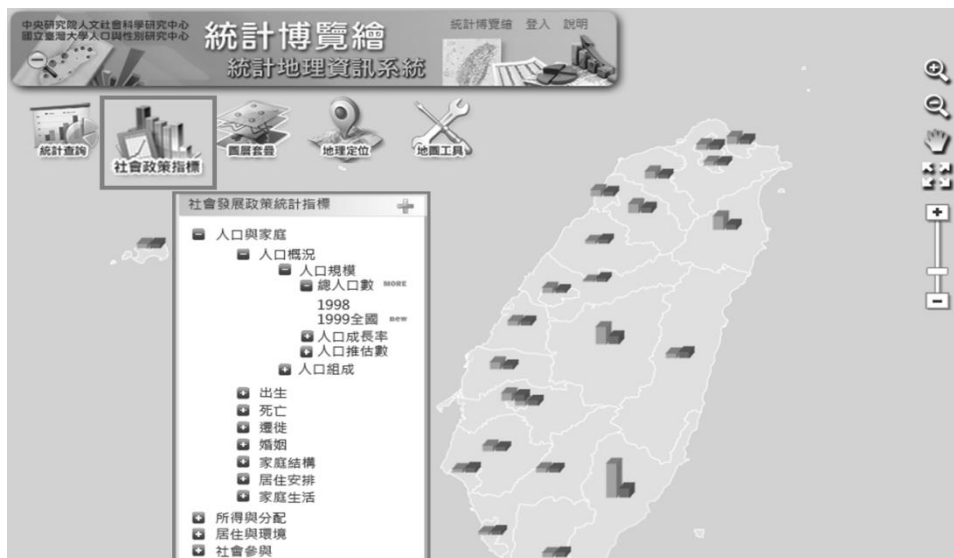 中央研究院人文社會科學研究中心
國立臺灣大學人口與性別研究中心
統計博覽繪
統計地理資訊系統
統計博覽繪 登入 說明
統計查詢
社會政策指標
圖層套疊
地理定位
地圖工具
社會發展政策統計指標
人口與家庭
人口概況
人口規模
總人口數 MORE
1998
1999全國 new
人口成長率
人口推估數
人口組成
出生
死亡
遷徙
婚姻
家庭結構
居住安排
家庭生活
所得與分配
居住與環境
社會參與